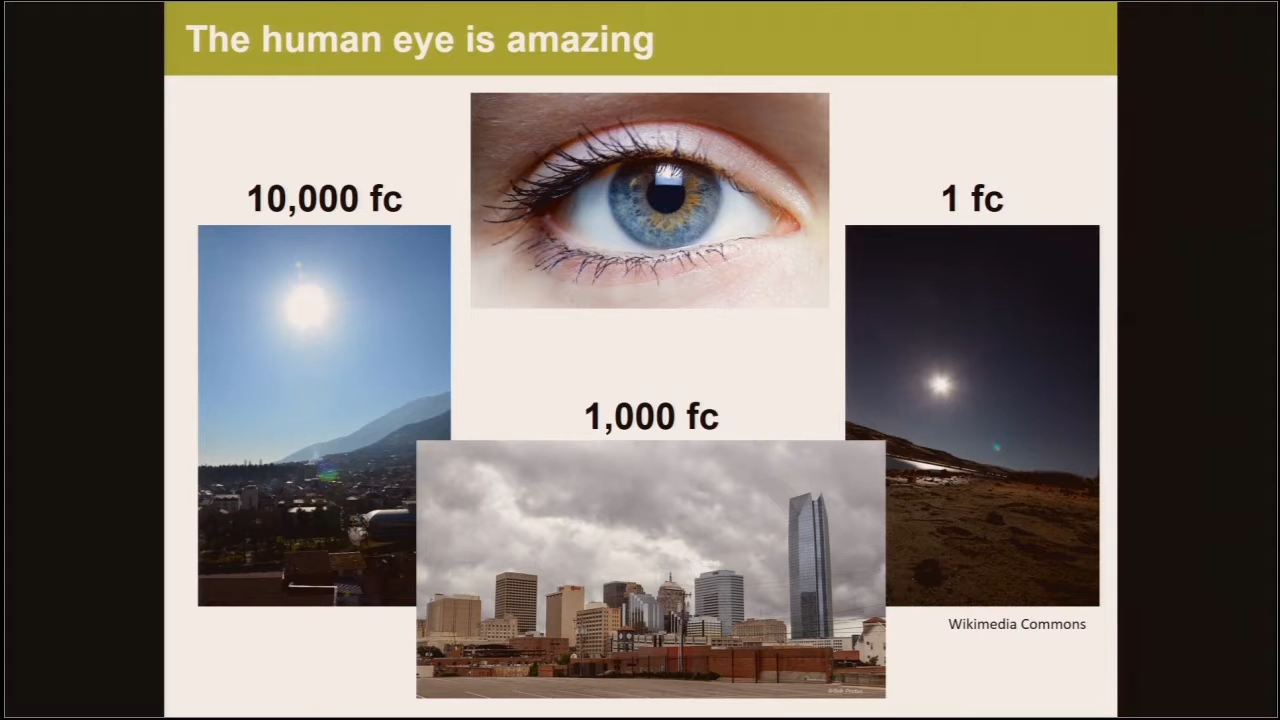 The human eye is amazing
10,000 fc
1 fc
1,000 fc
Wikimedia Commons